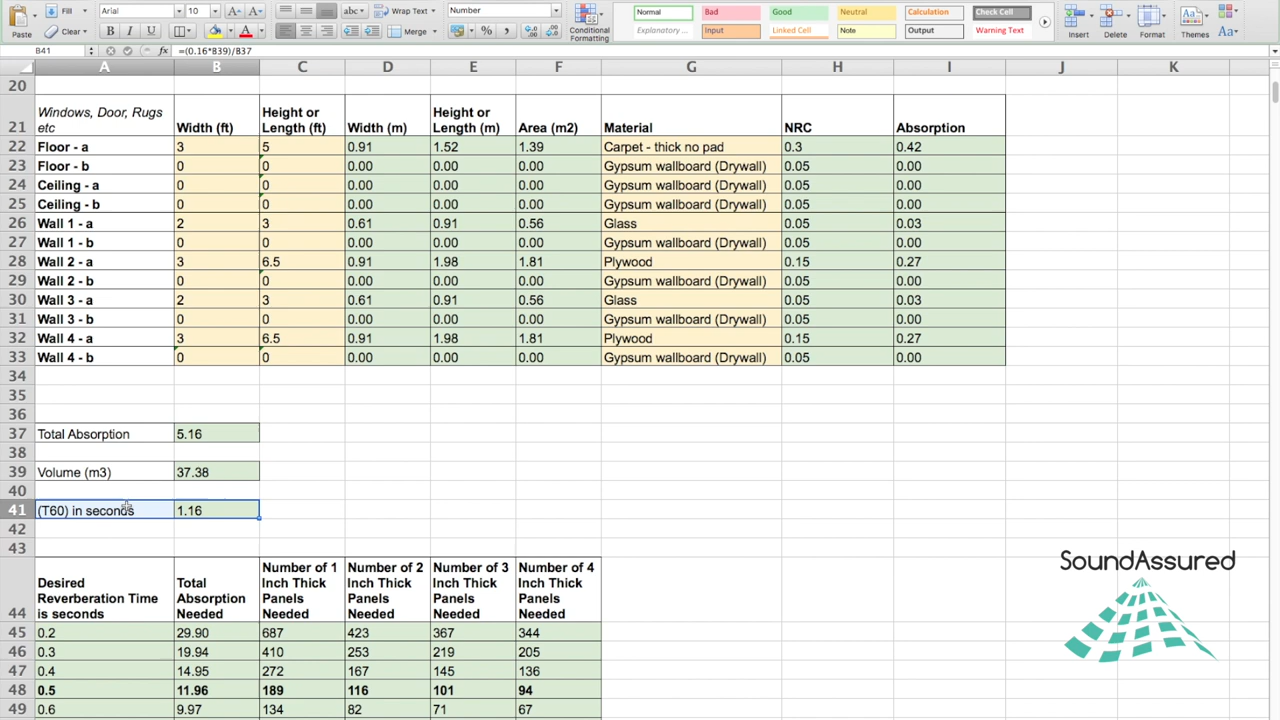 Fill Arial 10 A A abc Wrap Text Number Normal Bad Good Neutral Calculation Check Cell
Paste Clear B I U A Merge % Conditional Formatting Explanatory ... Input Linked Cell Note Output Warning Text Insert Delete Format Themes Aa
B41 fx =(0.16*B39)/B37
A B C D E F G H I J K
20
21 Windows, Door, Rugs etc Width (ft) Height or Length (ft) Width (m) Height or Length (m) Area (m2) Material NRC Absorption
22 Floor - a 3 5 0.91 1.52 1.39 Carpet - thick no pad 0.3 0.42
23 Floor - b 0 0 0.00 0.00 0.00 Gypsum wallboard (Drywall) 0.05 0.00
24 Ceiling - a 0 0 0.00 0.00 0.00 Gypsum wallboard (Drywall) 0.05 0.00
25 Ceiling - b 0 0 0.00 0.00 0.00 Gypsum wallboard (Drywall) 0.05 0.00
26 Wall 1 - a 2 3 0.61 0.91 0.56 Glass 0.05 0.03
27 Wall 1 - b 0 0 0.00 0.00 0.00 Gypsum wallboard (Drywall) 0.05 0.00
28 Wall 2 - a 3 6.5 0.91 1.98 1.81 Plywood 0.15 0.27
29 Wall 2 - b 0 0 0.00 0.00 0.00 Gypsum wallboard (Drywall) 0.05 0.00
30 Wall 3 - a 2 3 0.61 0.91 0.56 Glass 0.05 0.03
31 Wall 3 - b 0 0 0.00 0.00 0.00 Gypsum wallboard (Drywall) 0.05 0.00
32 Wall 4 - a 3 6.5 0.91 1.98 1.81 Plywood 0.15 0.27
33 Wall 4 - b 0 0 0.00 0.00 0.00 Gypsum wallboard (Drywall) 0.05 0.00
34
35
36
37 Total Absorption 5.16
38
39 Volume (m3) 37.38
40
41 (T60) in seconds 1.16
42
43
44 Desired Reverberation Time is seconds Total Absorption Needed Number of 1 Inch Thick Panels Needed Number of 2 Inch Thick Panels Needed Number of 3 Inch Thick Panels Needed Number of 4 Inch Thick Panels Needed
45 0.2 29.90 687 423 367 344
46 0.3 19.94 410 253 219 205
47 0.4 14.95 272 167 145 136
48 0.5 11.96 189 116 101 94
49 0.6 9.97 134 82 71 67
SoundAssured